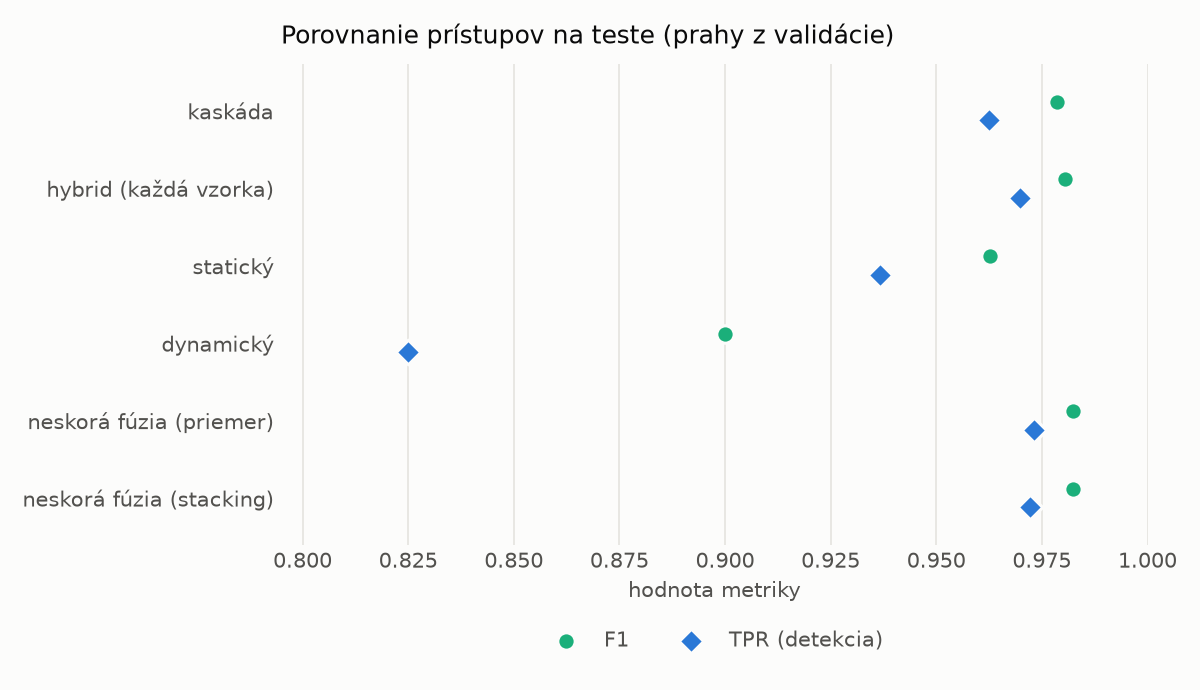 Porovnanie prístupov na teste (prahy z validácie)
kaskáda
hybrid (každá vzorka)
statický
dynamický
neskorá fúzia (priemer)
neskorá fúzia (stacking)
0.800 0.825 0.850 0.875 0.900 0.925 0.950 0.975 1.000
hodnota metriky
F1 TPR (detekcia)